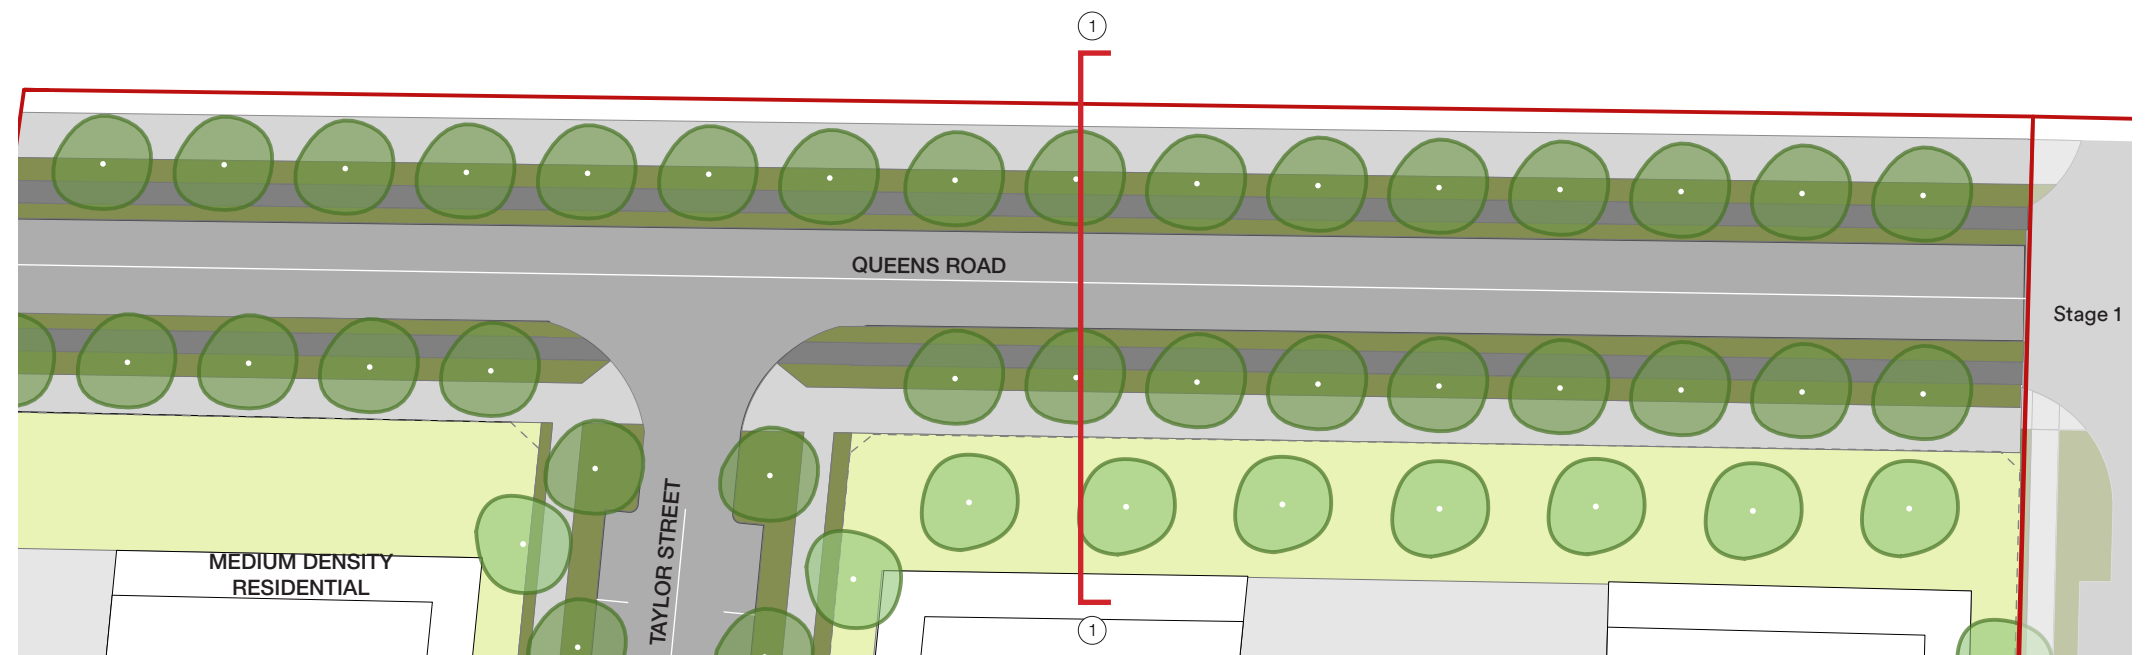 1
QUEENS ROAD
Stage 1
TAYLOR STREET
MEDIUM DENSITY
RESIDENTIAL
1